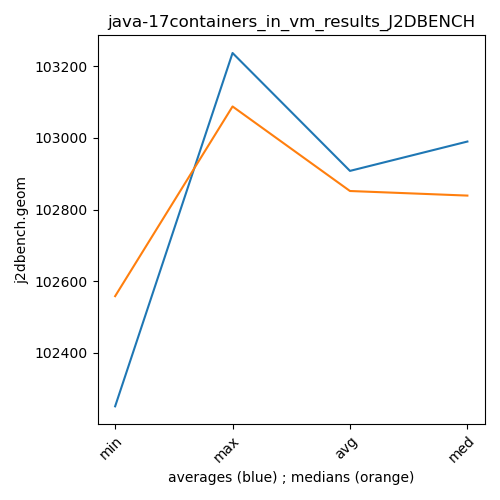 java-17containers_in_vm_results_J2DBENCH
103200
103000
102800
102600
102400
j2dbench.geom
min
max
avg
med
averages (blue) ; medians (orange)